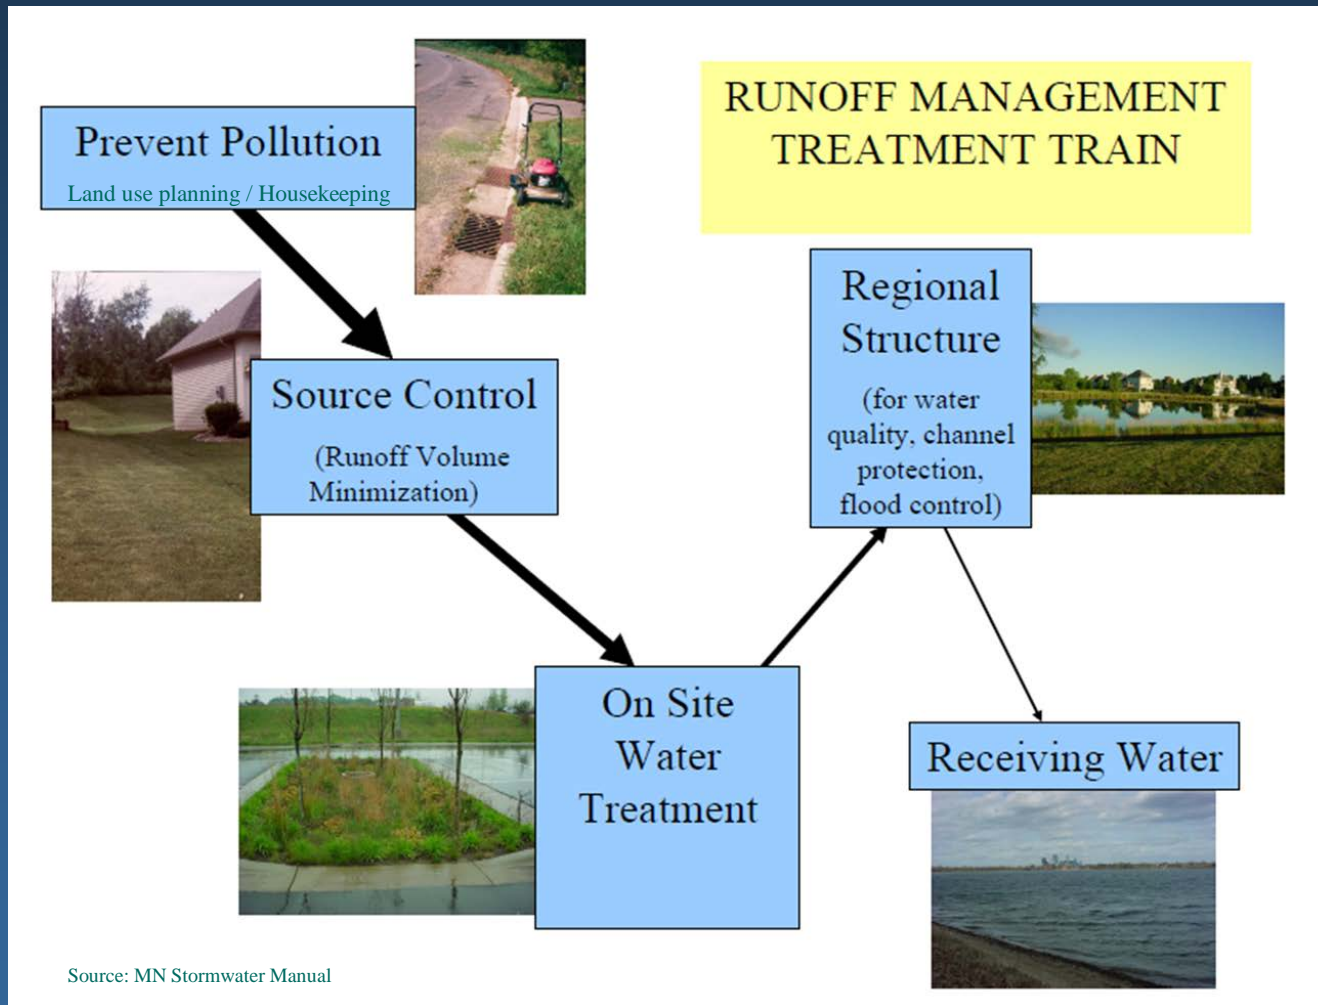 RUNOFF MANAGEMENT
TREATMENT TRAIN
Prevent Pollution
Land use planning / Housekeeping
Source Control
(Runoff Volume
Minimization)
On Site
Water
Treatment
Regional
Structure
(for water
quality, channel
protection,
flood control)
Receiving Water
Source: MN Stormwater Manual